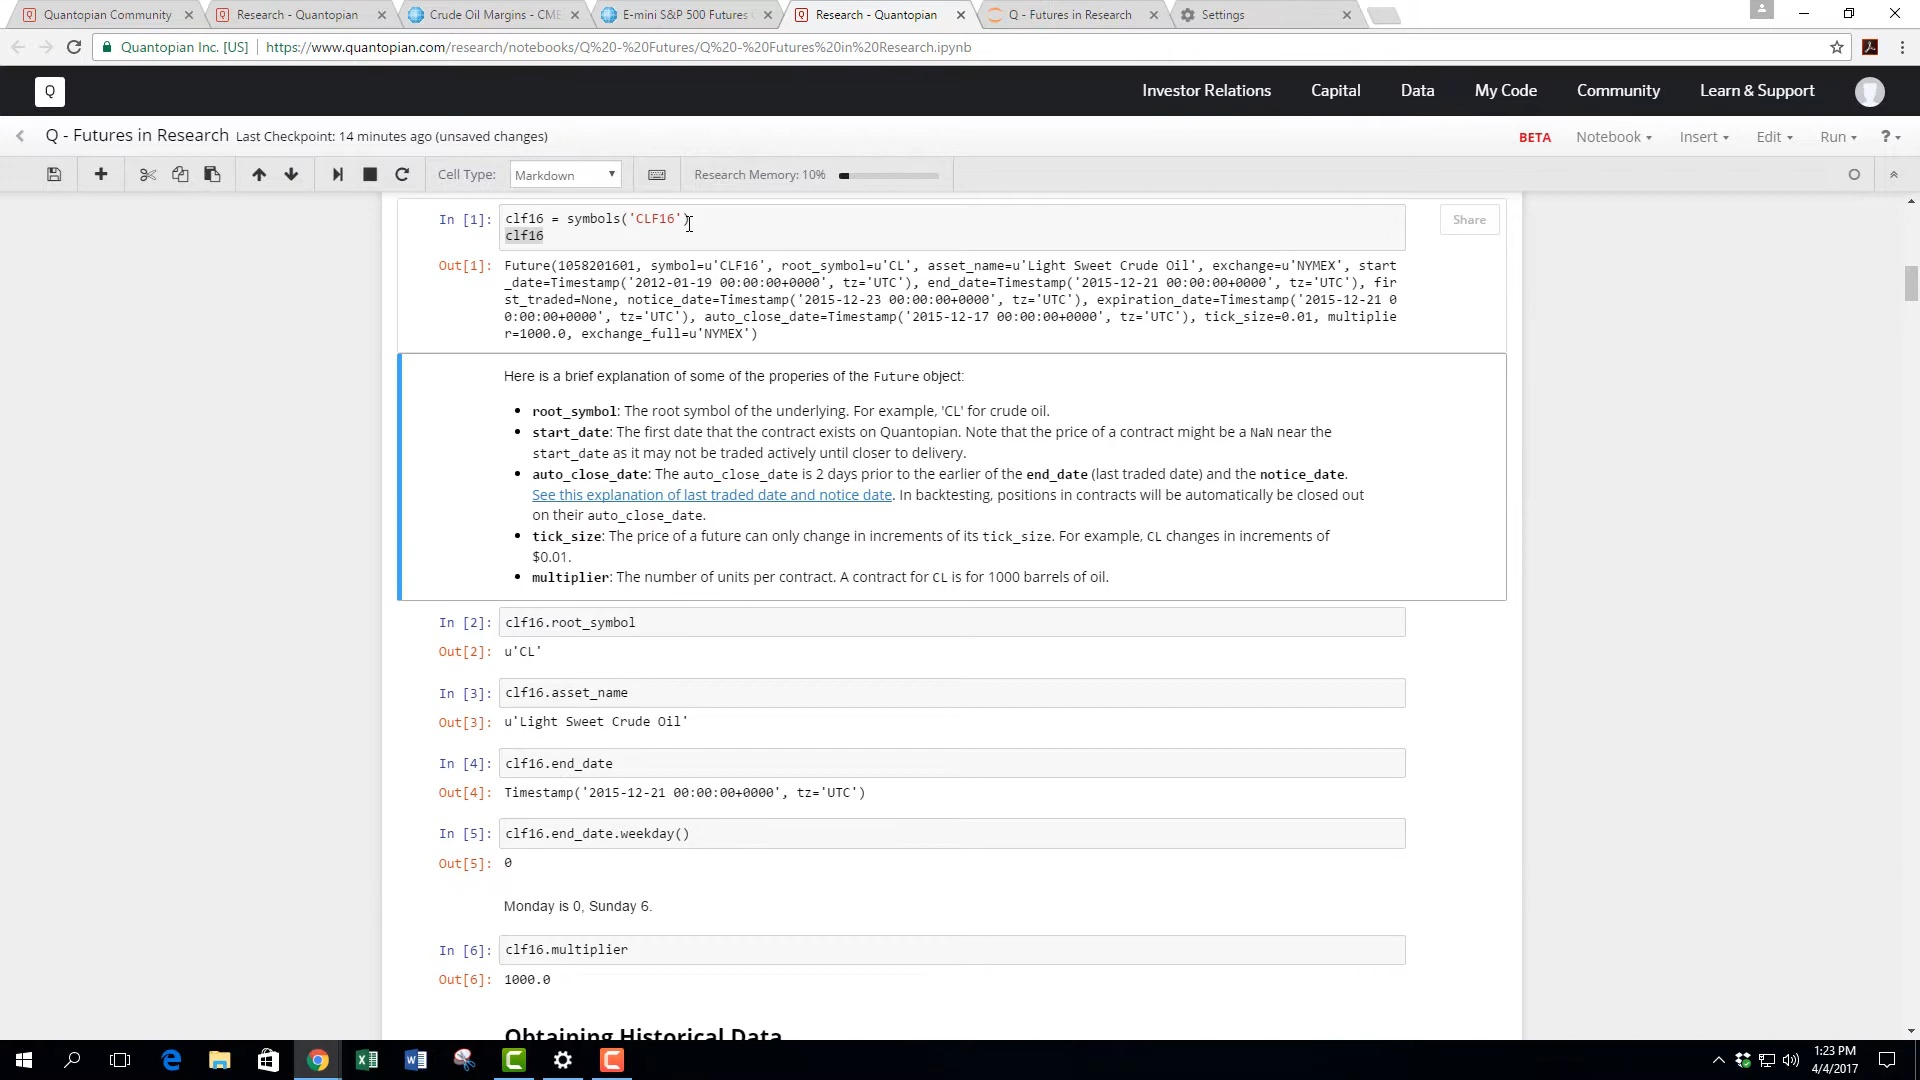 Quantopian Community
Research - Quantopian
Crude Oil Margins - CME
E-mini S&P 500 Futures
Research - Quantopian
Q - Futures in Research
Settings
Quantopian Inc. [US] https://www.quantopian.com/research/notebooks/Q%20-%20Futures/Q%20-%20Futures%20in%20Research.ipynb
Q Investor Relations Capital Data My Code Community Learn & Support
Q - Futures in Research Last Checkpoint: 14 minutes ago (unsaved changes) BETA Notebook Insert Edit Run ?
Cell Type: Markdown Research Memory: 10%
In [1]: clf16 = symbols('CLF16') Share
clf16
Out[1]: Future(1058201601, symbol=u'CLF16', root_symbol=u'CL', asset_name=u'Light Sweet Crude Oil', exchange=u'NYMEX', start
_date=Timestamp('2012-01-19 00:00:00+0000', tz='UTC'), end_date=Timestamp('2015-12-21 00:00:00+0000', tz='UTC'), fir
st_traded=None, notice_date=Timestamp('2015-12-23 00:00:00+0000', tz='UTC'), expiration_date=Timestamp('2015-12-21 0
0:00:00+0000', tz='UTC'), auto_close_date=Timestamp('2015-12-17 00:00:00+0000', tz='UTC'), tick_size=0.01, multiplie
r=1000.0, exchange_full=u'NYMEX')
Here is a brief explanation of some of the properies of the Future object:
• root_symbol: The root symbol of the underlying. For example, 'CL' for crude oil.
• start_date: The first date that the contract exists on Quantopian. Note that the price of a contract might be a NaN near the
start_date as it may not be traded actively until closer to delivery.
• auto_close_date: The auto_close_date is 2 days prior to the earlier of the end_date (last traded date) and the notice_date.
See this explanation of last traded date and notice date. In backtesting, positions in contracts will be automatically be closed out
on their auto_close_date.
• tick_size: The price of a future can only change in increments of its tick_size. For example, CL changes in increments of
$0.01.
• multiplier: The number of units per contract. A contract for CL is for 1000 barrels of oil.
In [2]: clf16.root_symbol
Out[2]: u'CL'
In [3]: clf16.asset_name
Out[3]: u'Light Sweet Crude Oil'
In [4]: clf16.end_date
Out[4]: Timestamp('2015-12-21 00:00:00+0000', tz='UTC')
In [5]: clf16.end_date.weekday()
Out[5]: 0
Monday is 0, Sunday 6.
In [6]: clf16.multiplier
Out[6]: 1000.0
Obtaining Historical Data
1:23 PM
4/4/2017